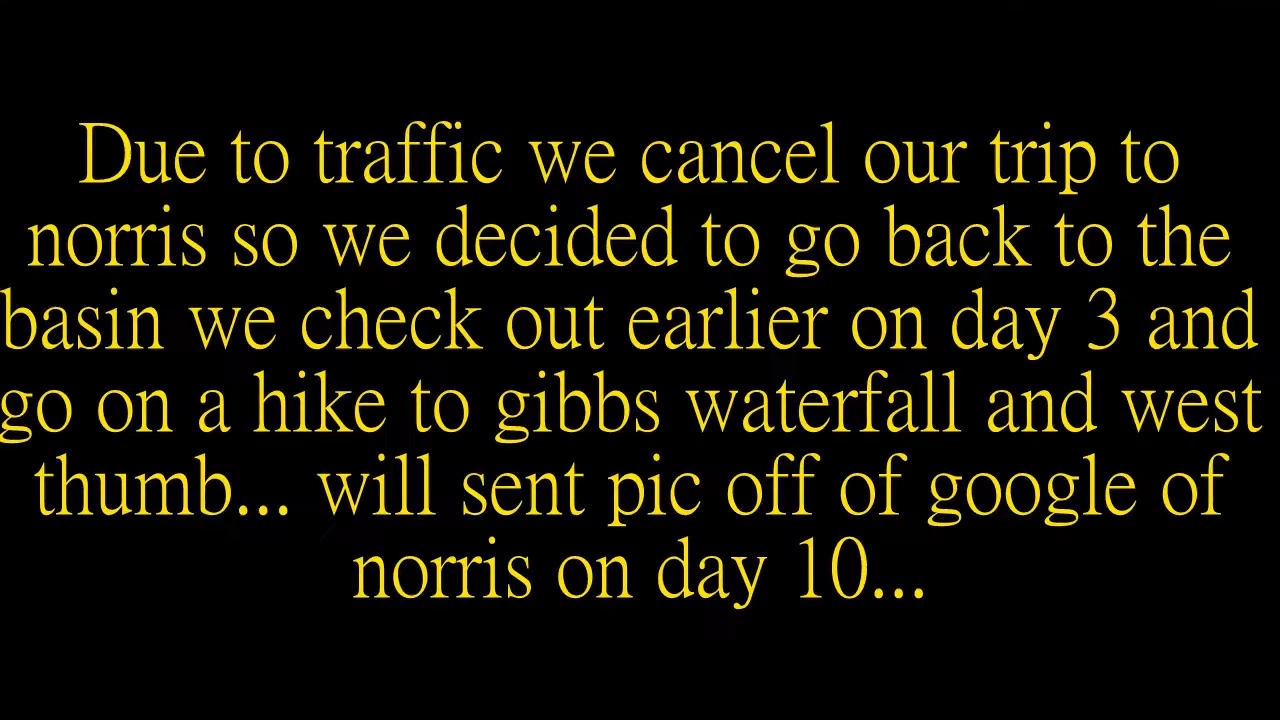 Due to traffic we cancel our trip to
norris so we decided to go back to the
basin we check out earlier on day 3 and
go on a hike to gibbs waterfall and west
thumb... will sent pic off of google of
norris on day 10...